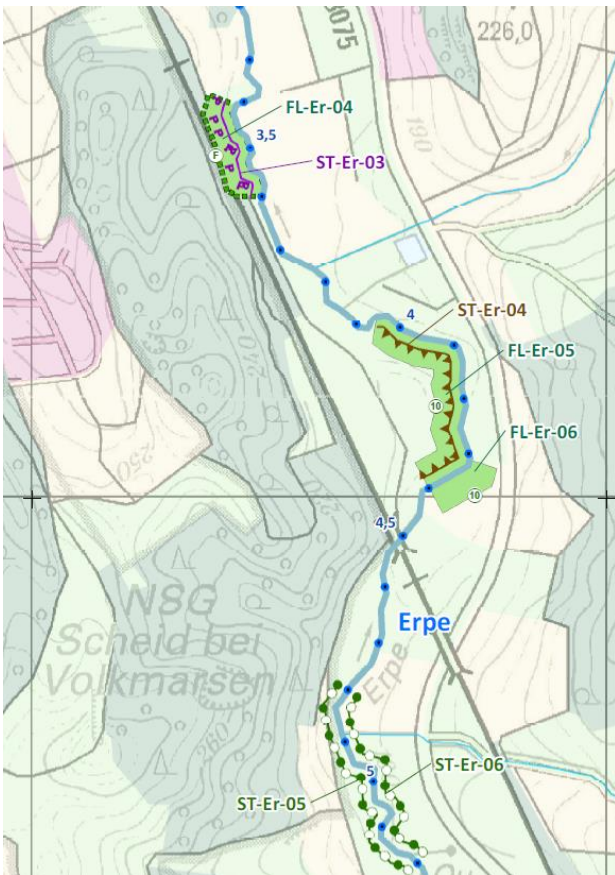 3075
226,0
FL-Er-04
3,5
ST-Er-03
F
190
4
ST-Er-04
FL-Er-05
240
10
FL-Er-06
250
10
4,5
NSG
Scheid bei
Volkmarsen
Erpe
Erpe
260
5
ST-Er-06
ST-Er-05